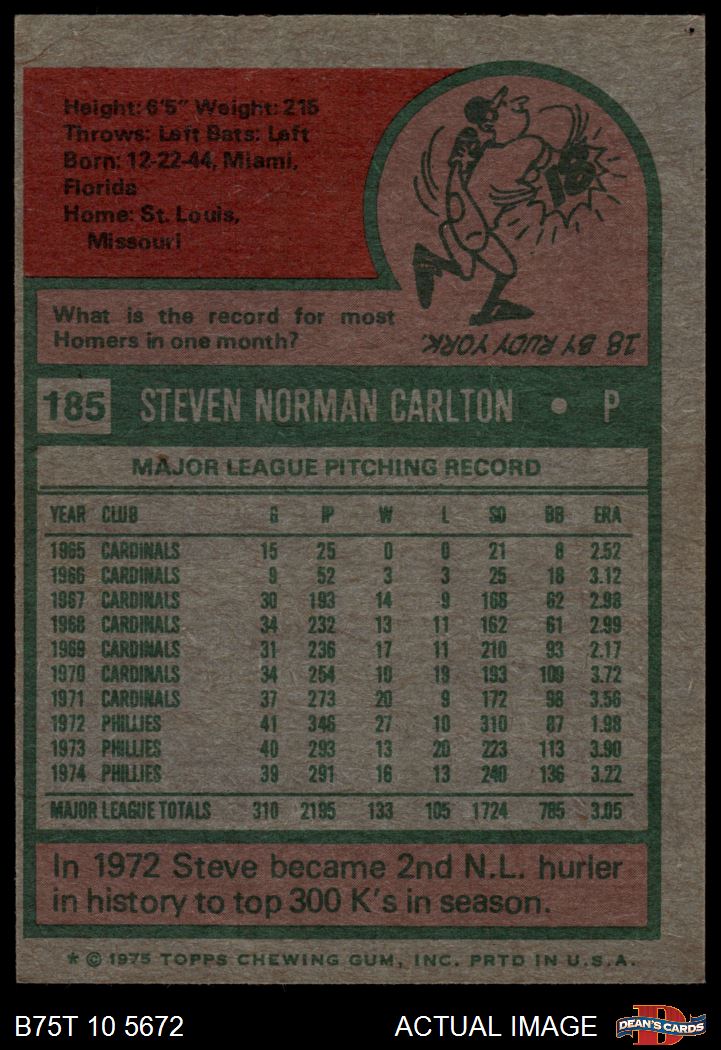 Height: 6'5" Weight: 215
Throws: Left Bats: Left
Born: 12-22-44, Miami,
Florida
Home: St. Louis,
Missouri
18
What is the record for most
Homers in one month?
18 BY RUDY YORK.
185 STEVEN NORMAN CARLTON • P
MAJOR LEAGUE PITCHING RECORD
YEAR CLUB G IP W L SO BB ERA
1965 CARDINALS 15 25 0 0 21 8 2.52
1966 CARDINALS 9 52 3 3 25 18 3.12
1967 CARDINALS 30 193 14 9 168 62 2.98
1968 CARDINALS 34 232 13 11 162 61 2.99
1969 CARDINALS 31 236 17 11 210 93 2.17
1970 CARDINALS 34 254 10 19 193 109 3.72
1971 CARDINALS 37 273 20 9 172 98 3.56
1972 PHILLIES 41 346 27 10 310 87 1.98
1973 PHILLIES 40 293 13 20 223 113 3.90
1974 PHILLIES 39 291 16 13 240 136 3.22
MAJOR LEAGUE TOTALS 310 2195 133 105 1724 785 3.05
In 1972 Steve became 2nd N.L. hurler
in history to top 300 K's in season.
* © 1975 TOPPS CHEWING GUM, INC. PRTD IN U.S.A.
B75T 10 5672 ACTUAL IMAGE DEAN'S CARDS